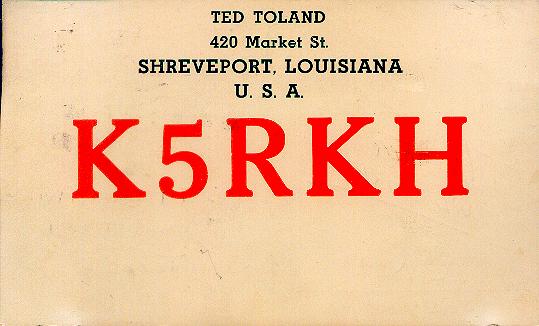 TED TOLAND
420 Market St.
SHREVEPORT, LOUISIANA
U. S. A.
K5RKH